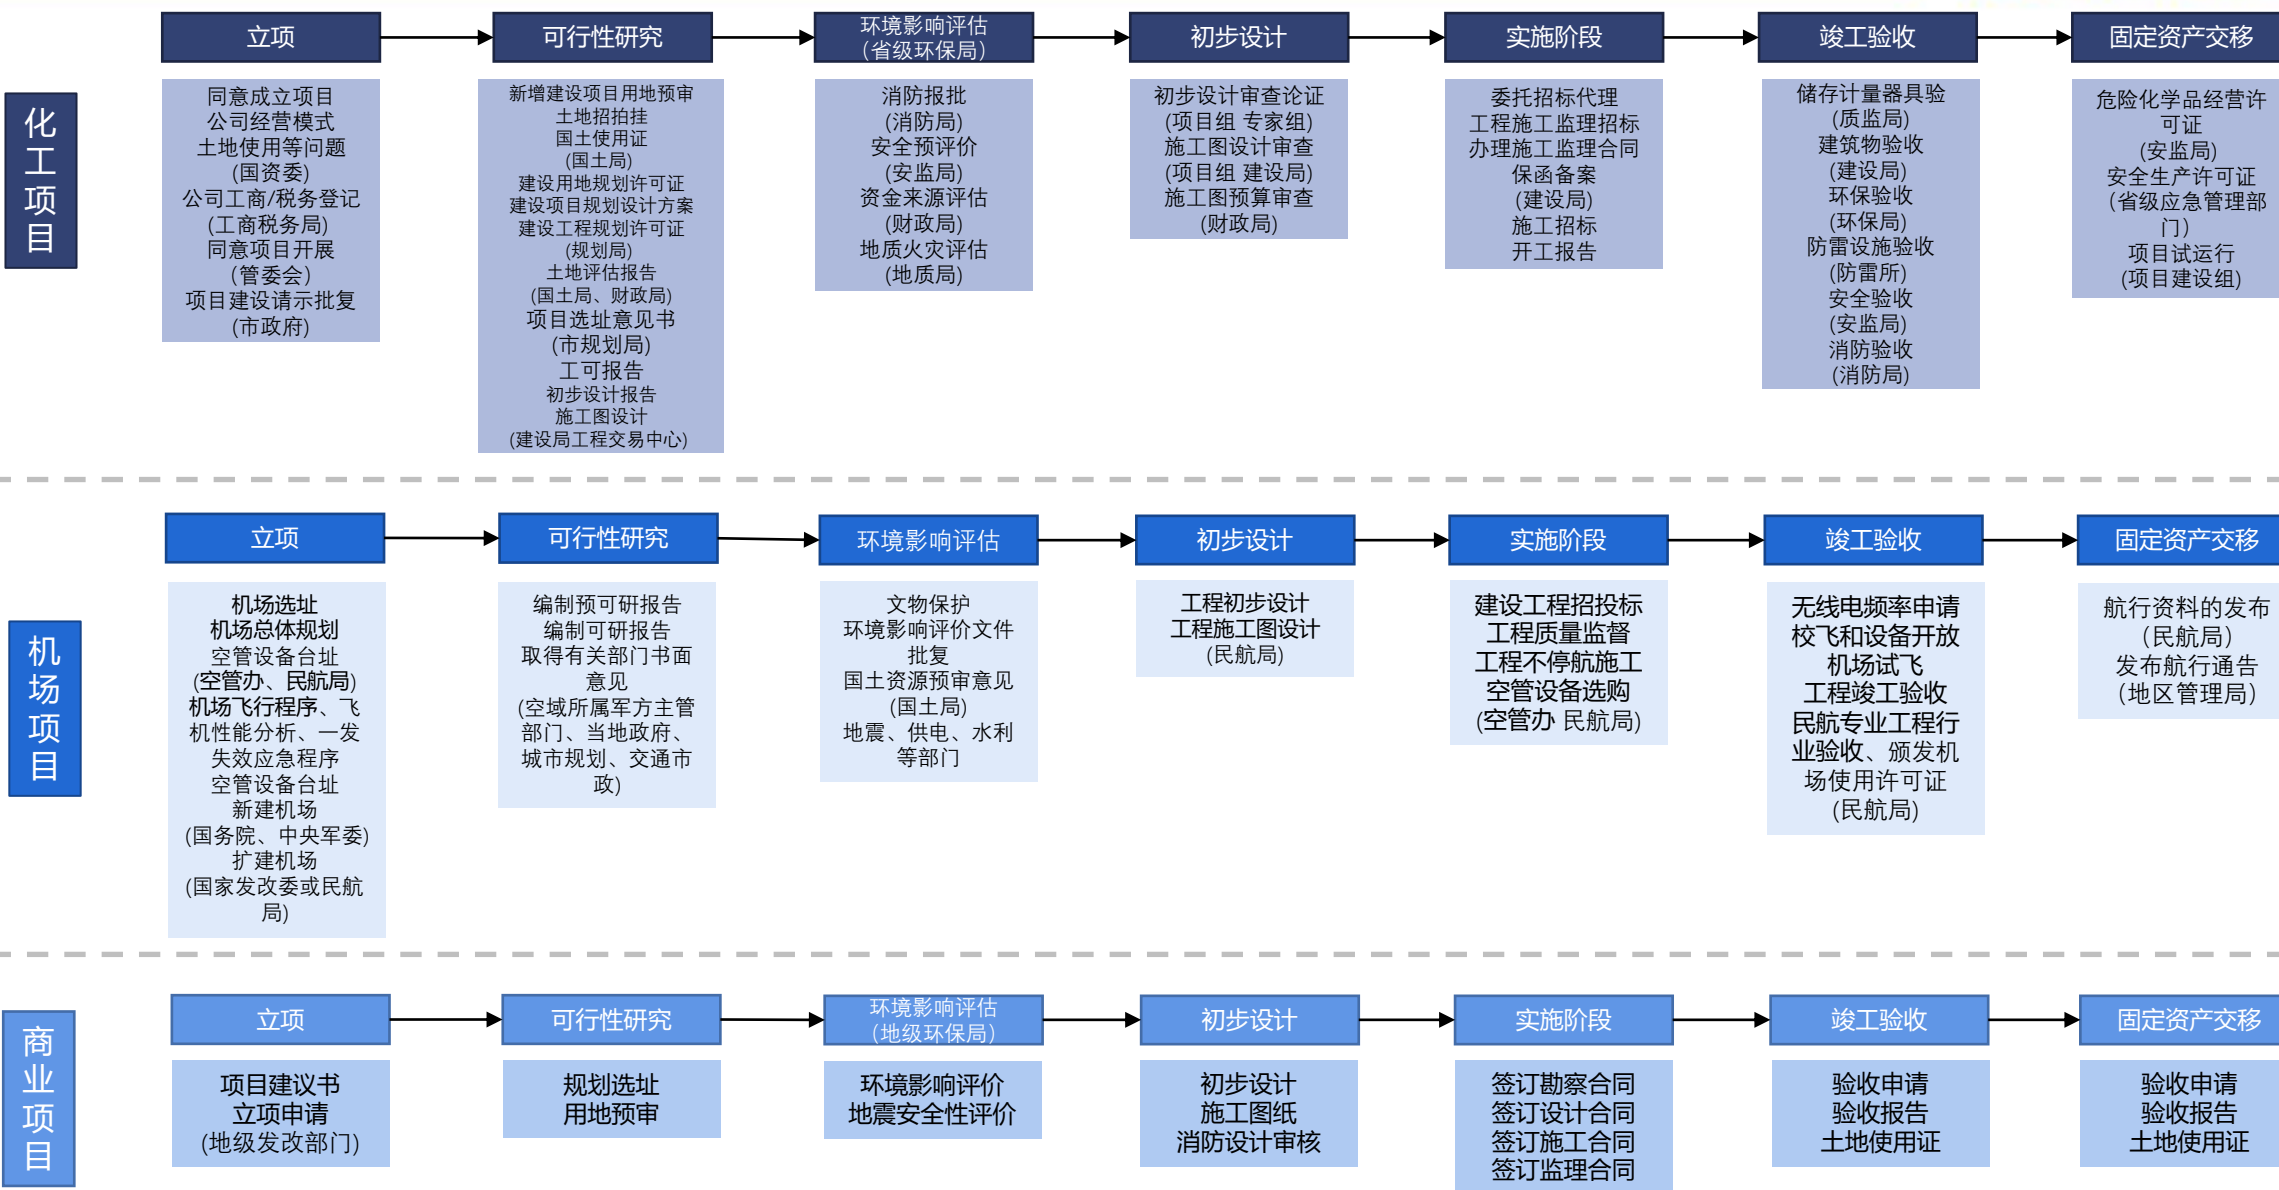 化工项目
立项
同意成立项目
公司经营模式
土地使用等问题
(国资委)
公司工商/税务登记
(工商税务局)
同意项目开展
(管委会)
项目建设请示批复
(市政府)
可行性研究
新增建设项目用地预审
土地招拍挂
国土使用证
(国土局)
建设用地规划许可证
建设项目规划设计方案
建设工程规划许可证
(规划局)
土地评估报告
(国土局、财政局)
项目选址意见书
(市规划局)
工可报告
初步设计报告
施工图设计
(建设局工程交易中心)
环境影响评估
(省级环保局)
消防报批
(消防局)
安全预评价
(安监局)
资金来源评估
(财政局)
地质火灾评估
(地质局)
初步设计
初步设计审查论证
(项目组 专家组)
施工图设计审查
(项目组 建设局)
施工图预算审查
(财政局)
实施阶段
委托招标代理
工程施工监理招标
办理施工监理合同
保函备案
(建设局)
施工招标
开工报告
竣工验收
储存计量器具验
(质监局)
建筑物验收
(建设局)
环保验收
(环保局)
防雷设施验收
(防雷所)
安全验收
(安监局)
消防验收
(消防局)
固定资产交移
危险化学品经营许
可证
(安监局)
安全生产许可证
(省级应急管理部
门)
项目试运行
(项目建设组)
机场项目
立项
机场选址
机场总体规划
空管设备台址
(空管办、民航局)
机场飞行程序、飞
机性能分析、一发
失效应急程序
空管设备台址
新建机场
(国务院、中央军委)
扩建机场
(国家发改委或民航
局)
可行性研究
编制预可研报告
编制可研报告
取得有关部门书面
意见
(空域所属军方主管
部门、当地政府、
城市规划、交通市
政)
环境影响评估
文物保护
环境影响评价文件
批复
国土资源预审意见
(国土局)
地震、供电、水利
等部门
初步设计
工程初步设计
工程施工图设计
(民航局)
实施阶段
建设工程招投标
工程质量监督
工程不停航施工
空管设备选购
(空管办 民航局)
竣工验收
无线电频率申请
校飞和设备开放
机场试飞
工程竣工验收
民航专业工程行
业验收、颁发机
场使用许可证
(民航局)
固定资产交移
航行资料的发布
(民航局)
发布航行通告
(地区管理局)
商业项目
立项
项目建议书
立项申请
(地级发改部门)
可行性研究
规划选址
用地预审
环境影响评估
(地级环保局)
环境影响评价
地震安全性评价
初步设计
初步设计
施工图纸
消防设计审核
实施阶段
签订勘察合同
签订设计合同
签订施工合同
签订监理合同
竣工验收
验收申请
验收报告
土地使用证
固定资产交移
验收申请
验收报告
土地使用证